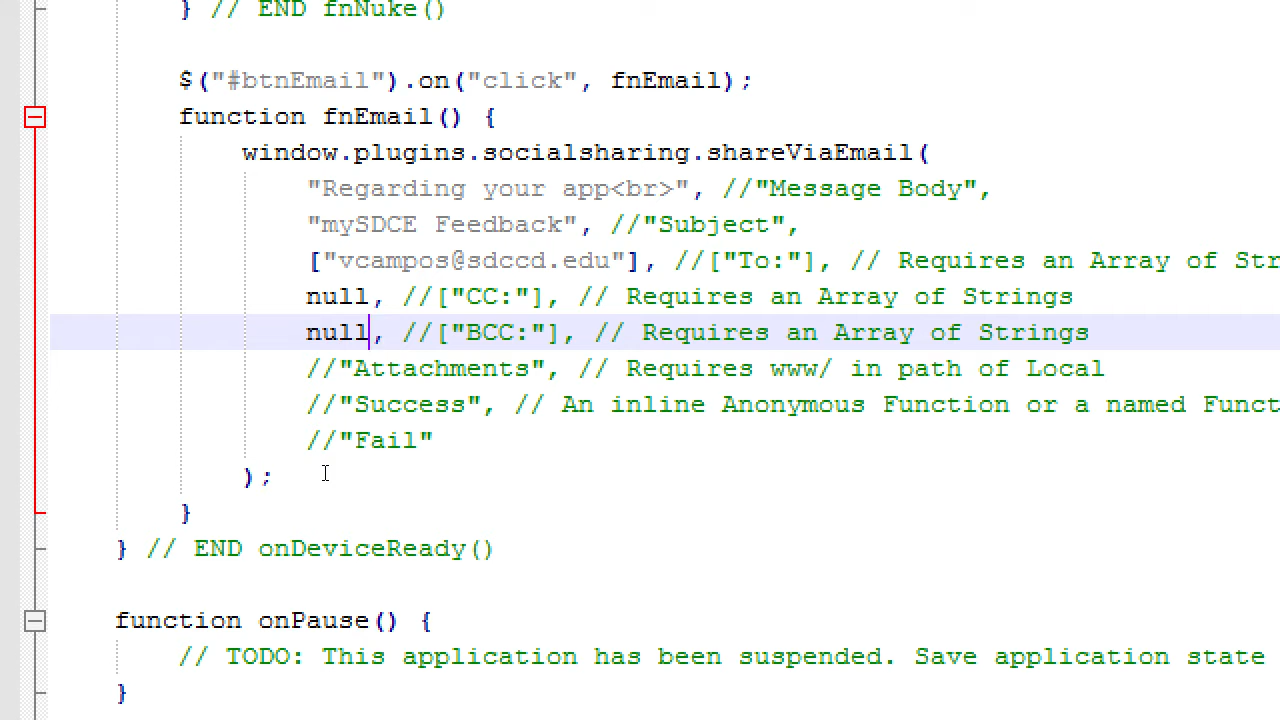 } // END fnNuke()
$("#btnEmail").on("click", fnEmail);
function fnEmail() {
window.plugins.socialsharing.shareViaEmail(
"Regarding your app<br>", //"Message Body",
"mySDCE Feedback", //"Subject",
["vcampos@sdccd.edu"], //["To:"], // Requires an Array of Str
null, //["CC:"], // Requires an Array of Strings
null, //["BCC:"], // Requires an Array of Strings
//"Attachments", // Requires www/ in path of Local
//"Success", // An inline Anonymous Function or a named Funct
//"Fail"
);
}
} // END onDeviceReady()
function onPause() {
// TODO: This application has been suspended. Save application state
}